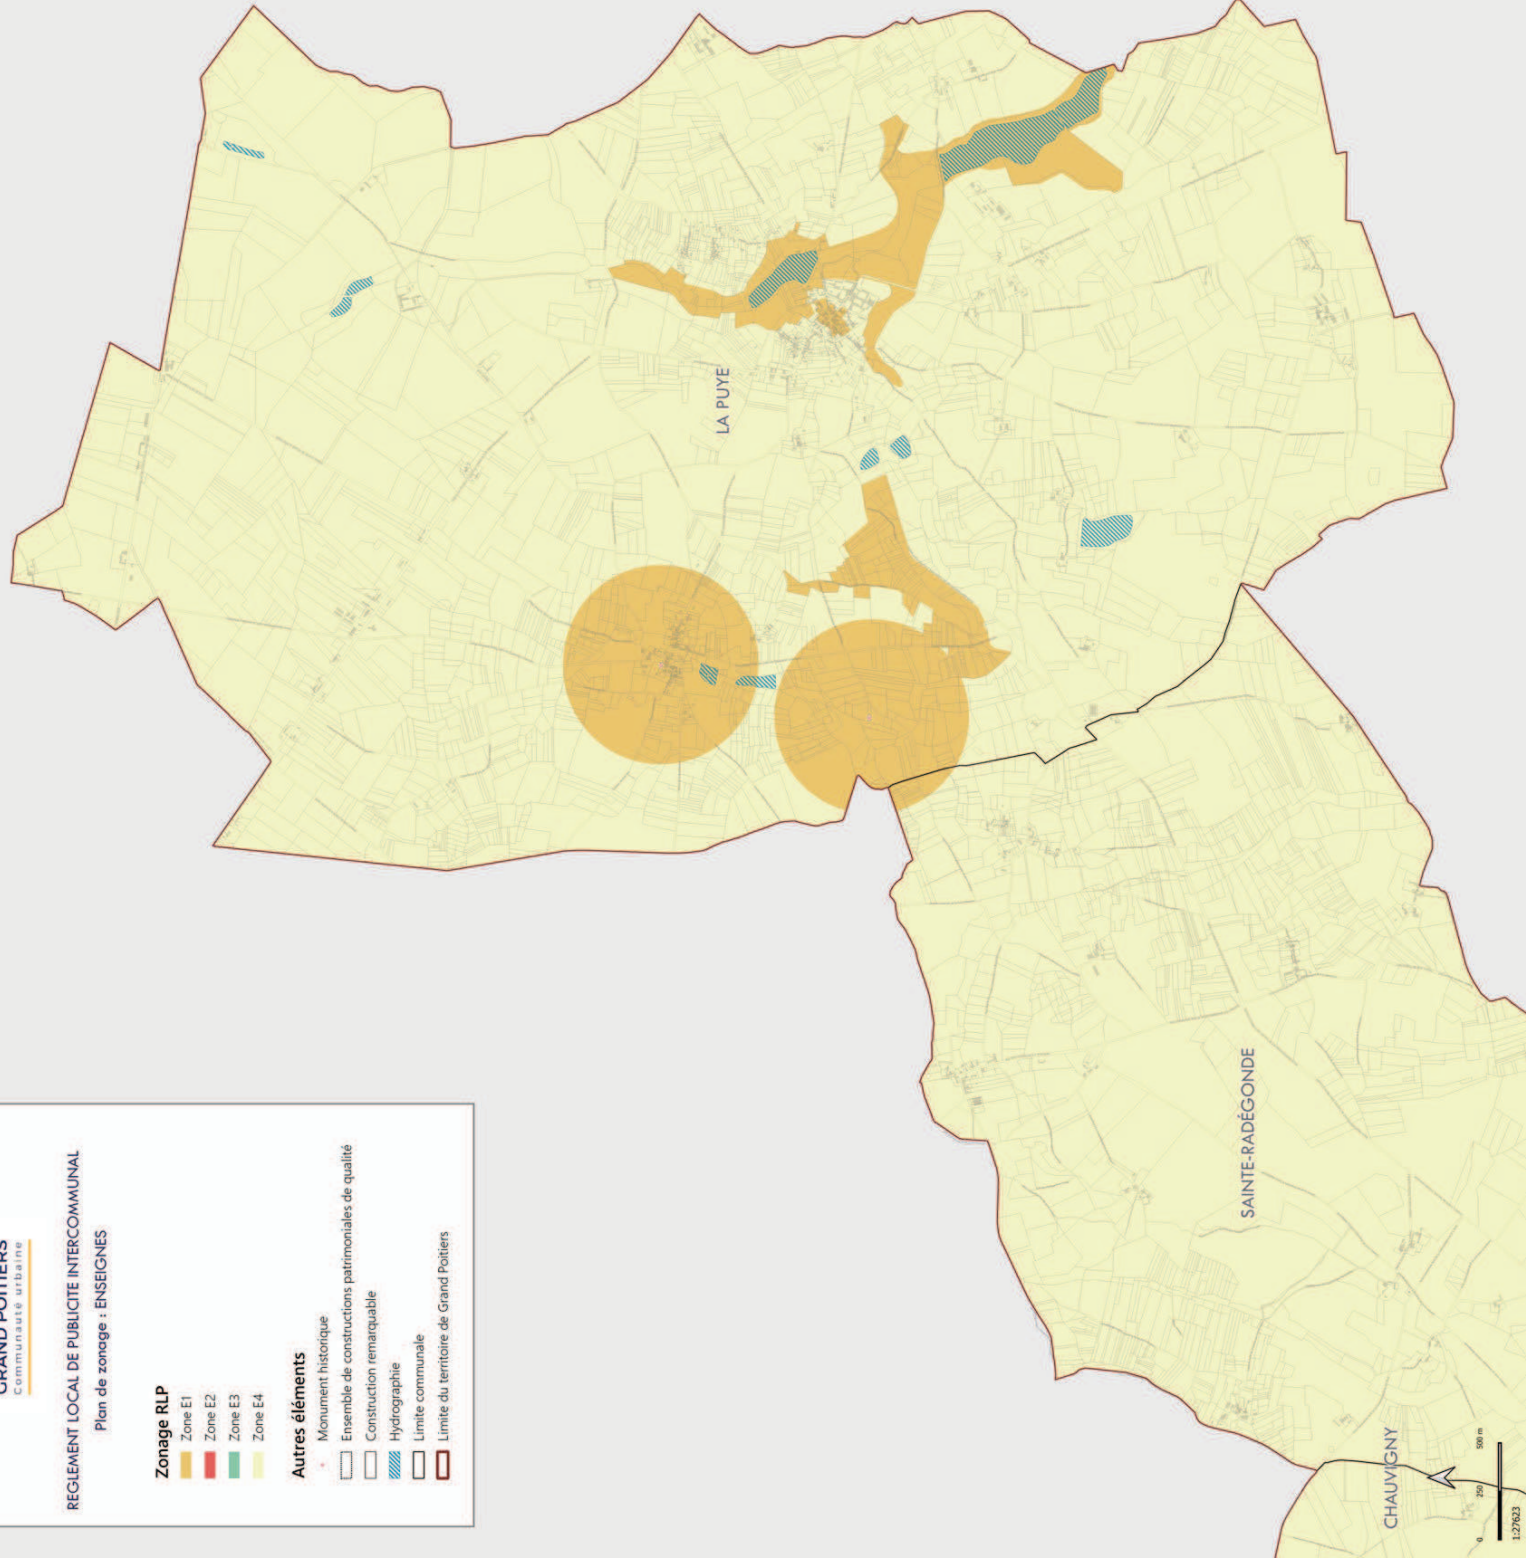 GRAND POITIERS
Communauté urbaine
REGLEMENT LOCAL DE PUBLICITE INTERCOMMUNAL
Plan de zonage : ENSEIGNES
Zonage RLP
Zone E1
Zone E2
Zone E3
Zone E4
Autres éléments
Monument historique
Ensemble de constructions patrimoniales de qualité
Construction remarquable
Hydrographie
Limite communale
Limite du territoire de Grand Poitiers
LA PUYE
SAINTE-RADÉGONDE
CHAUVIGNY
0 250 500 m
1:27623